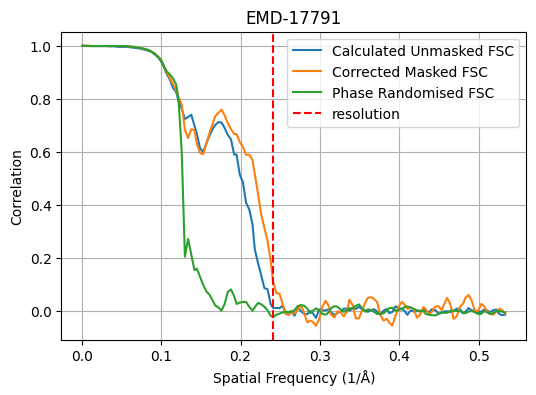 EMD-17791
Calculated Unmasked FSC
Corrected Masked FSC
Phase Randomised FSC
resolution
Correlation
1.0
0.8
0.6
0.4
0.2
0.0
0.0 0.1 0.2 0.3 0.4 0.5
Spatial Frequency (1/Å)